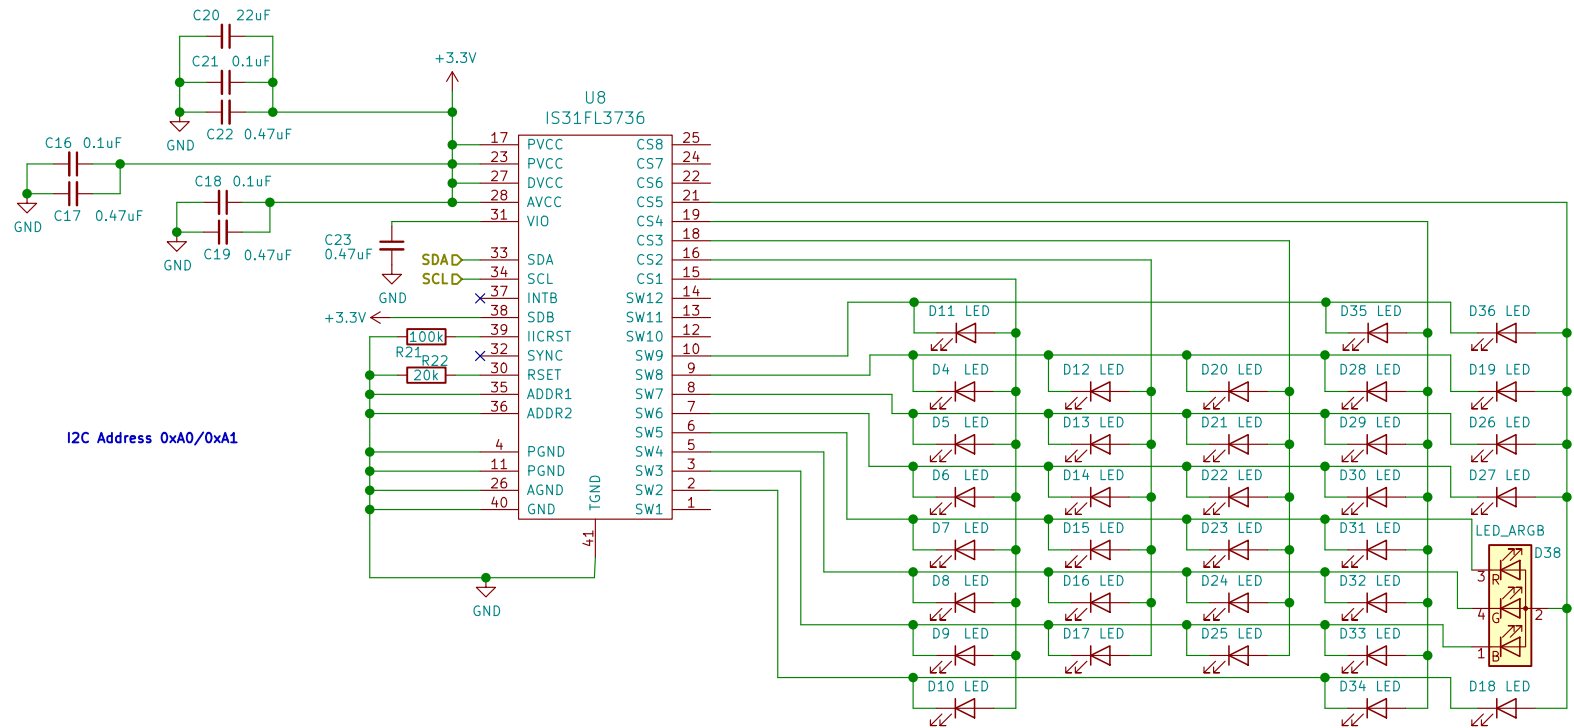 C20 22uF
C21 0.1uF
C22 0.47uF
GND
+3.3V
C16 0.1uF
C17 0.47uF
GND
C18 0.1uF
C19 0.47uF
GND
C23
0.47uF
GND
SDA
SCL
+3.3V
100k
R21
R22
20k
I2C Address 0xA0/0xA1
GND
U8
IS31FL3736
17 PVCC CS8 25
23 PVCC CS7 24
27 DVCC CS6 22
28 AVCC CS5 21
31 VIO CS4 19
CS3 18
33 SDA CS2 16
34 SCL CS1 15
37 INTB SW12 14
38 SDB SW11 13
39 IICRST SW10 12
32 SYNC SW9 10
30 RSET SW8 9
35 ADDR1 SW7 8
36 ADDR2 SW6 7
SW5 6
4 PGND SW4 5
11 PGND SW3 3
26 AGND SW2 2
40 GND SW1 1
TGND
41
D11 LED D35 LED D36 LED
D4 LED D12 LED D20 LED D28 LED D19 LED
D5 LED D13 LED D21 LED D29 LED D26 LED
D6 LED D14 LED D22 LED D30 LED D27 LED
D7 LED D15 LED D23 LED D31 LED
LED_ARGB
D38
3 R
4 G 2
1 B
D8 LED D16 LED D24 LED D32 LED
D9 LED D17 LED D25 LED D33 LED
D10 LED D34 LED D18 LED